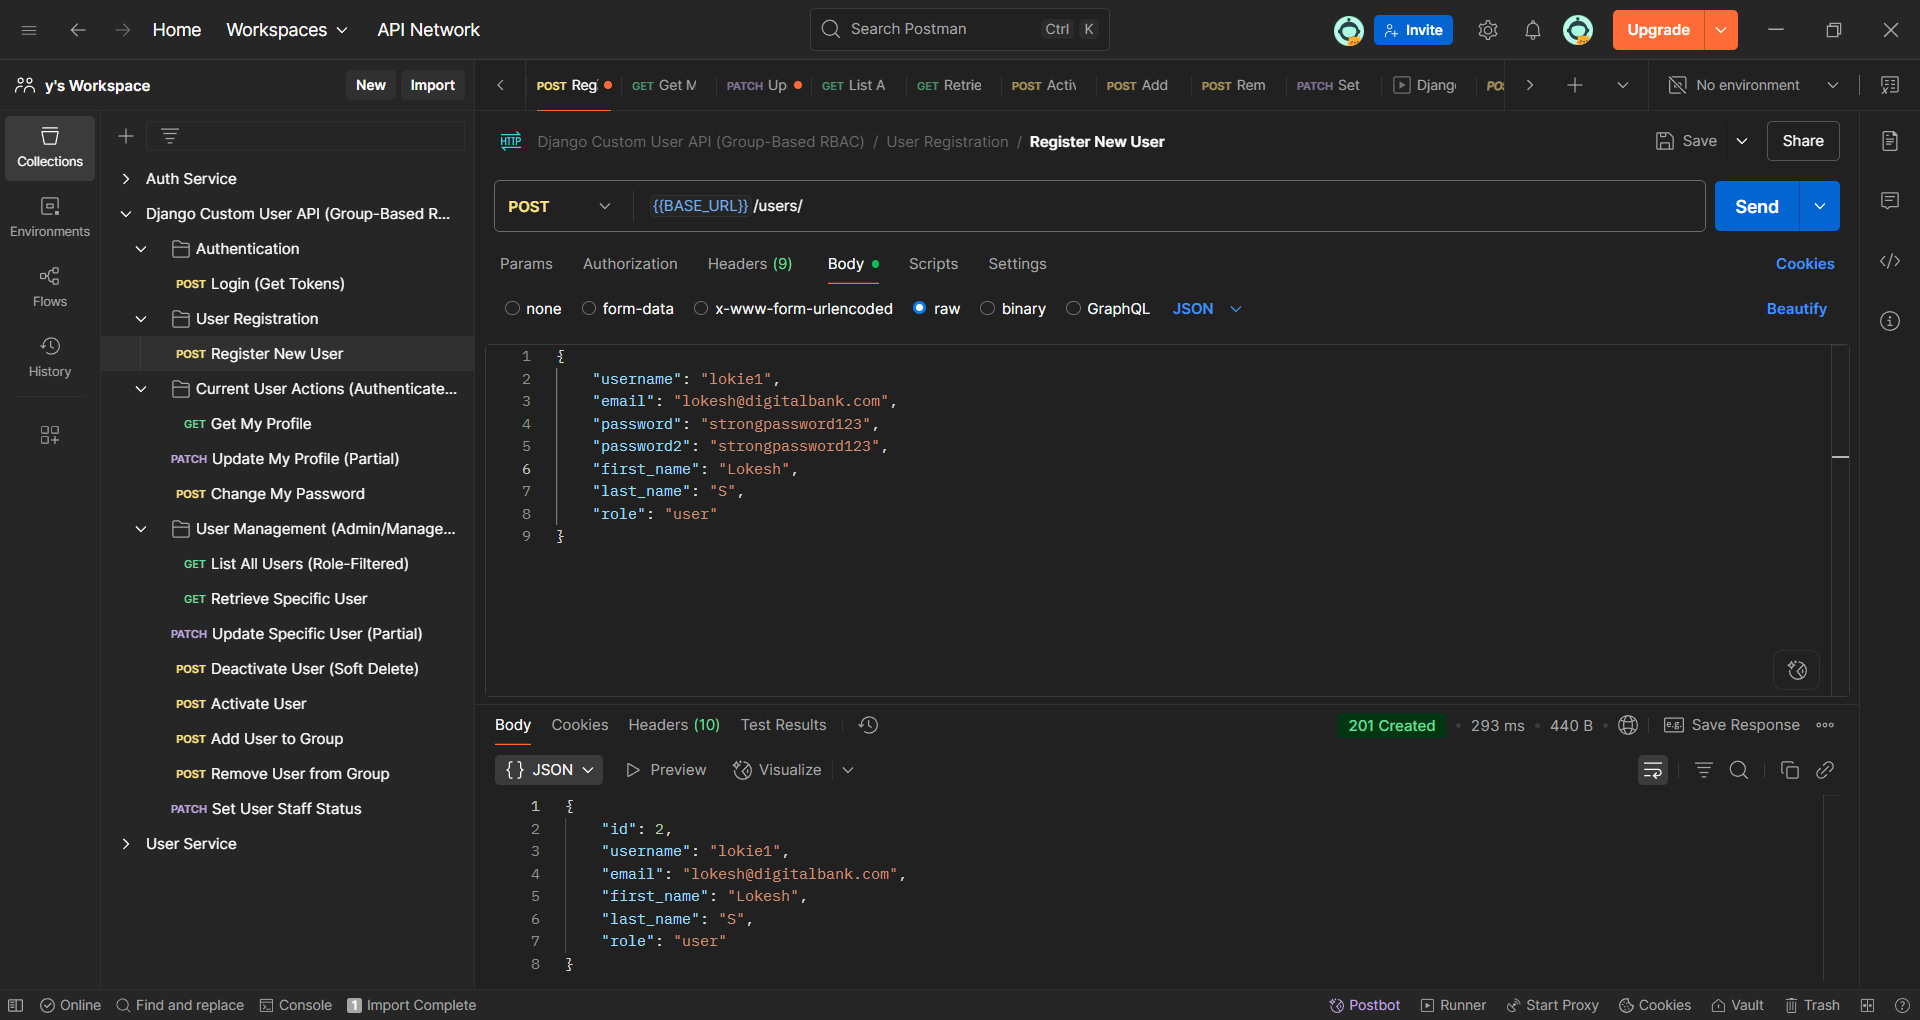 Home Workspaces API Network Search Postman Ctrl K Invite Upgrade
y's Workspace New Import POST Reg GET Get M PATCH Up GET List A GET Retrie POST Activ POST Add POST Rem PATCH Set Djang PO No environment
Collections
Environments
Flows
History
Auth Service
Django Custom User API (Group-Based R...
Authentication
POST Login (Get Tokens)
User Registration
POST Register New User
Current User Actions (Authenticate...
GET Get My Profile
PATCH Update My Profile (Partial)
POST Change My Password
User Management (Admin/Manage...
GET List All Users (Role-Filtered)
GET Retrieve Specific User
PATCH Update Specific User (Partial)
POST Deactivate User (Soft Delete)
POST Activate User
POST Add User to Group
POST Remove User from Group
PATCH Set User Staff Status
User Service
HTTP Django Custom User API (Group-Based RBAC) / User Registration / Register New User Save Share
POST {{BASE_URL}} /users/ Send
Params Authorization Headers (9) Body Scripts Settings Cookies
none form-data x-www-form-urlencoded raw binary GraphQL JSON Beautify
1 {
2 "username": "lokie1",
3 "email": "lokesh@digitalbank.com",
4 "password": "strongpassword123",
5 "password2": "strongpassword123",
6 "first_name": "Lokesh",
7 "last_name": "S",
8 "role": "user"
9 }
Body Cookies Headers (10) Test Results 201 Created • 293 ms • 440 B e.g. Save Response
{} JSON Preview Visualize
1 {
2 "id": 2,
3 "username": "lokie1",
4 "email": "lokesh@digitalbank.com",
5 "first_name": "Lokesh",
6 "last_name": "S",
7 "role": "user"
8 }
Online Find and replace Console 1 Import Complete Postbot Runner Start Proxy Cookies Vault Trash